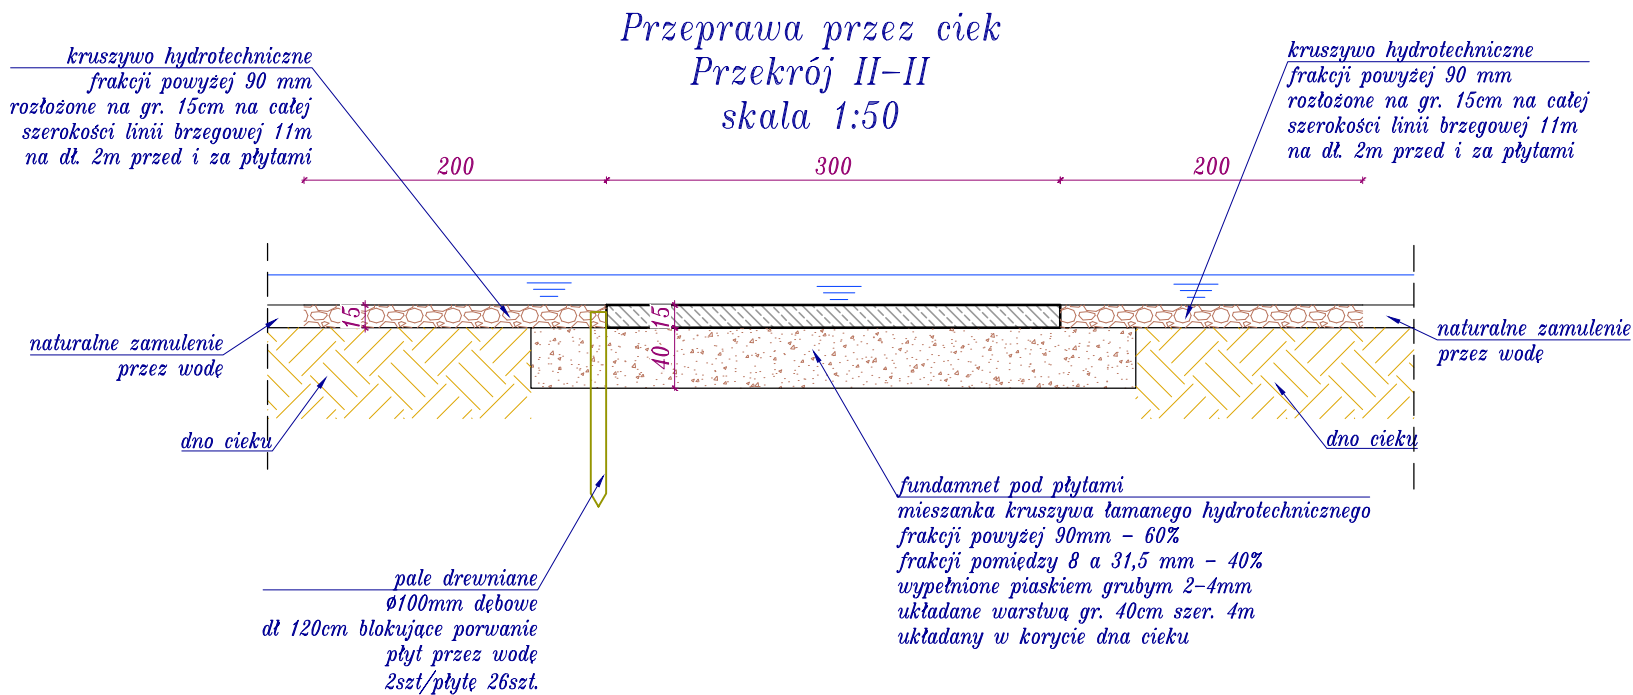 Przeprawa przez ciek
Przekrój II-II
skala 1:50
kruszywo hydrotechniczne
frakcji powyżej 90 mm
rozłożone na gr. 15cm na całej
szerokości linii brzegowej 11m
na dł. 2m przed i za płytami
kruszywo hydrotechniczne
frakcji powyżej 90 mm
rozłożone na gr. 15cm na całej
szerokości linii brzegowej 11m
na dł. 2m przed i za płytami
200
300
200
15
15
40
naturalne zamulenie
przez wodę
naturalne zamulenie
przez wodę
dno cieku
dno cieku
fundamnet pod płytami
mieszanka kruszywa łamanego hydrotechnicznego
frakcji powyżej 90mm - 60%
frakcji pomiędzy 8 a 31,5 mm - 40%
wypełnione piaskiem grubym 2-4mm
układane warstwą gr. 40cm szer. 4m
układany w korycie dna cieku
pale drewniane
ø100mm dębowe
dł 120cm blokujące porwanie
płyt przez wodę
2szt/płytę 26szt.